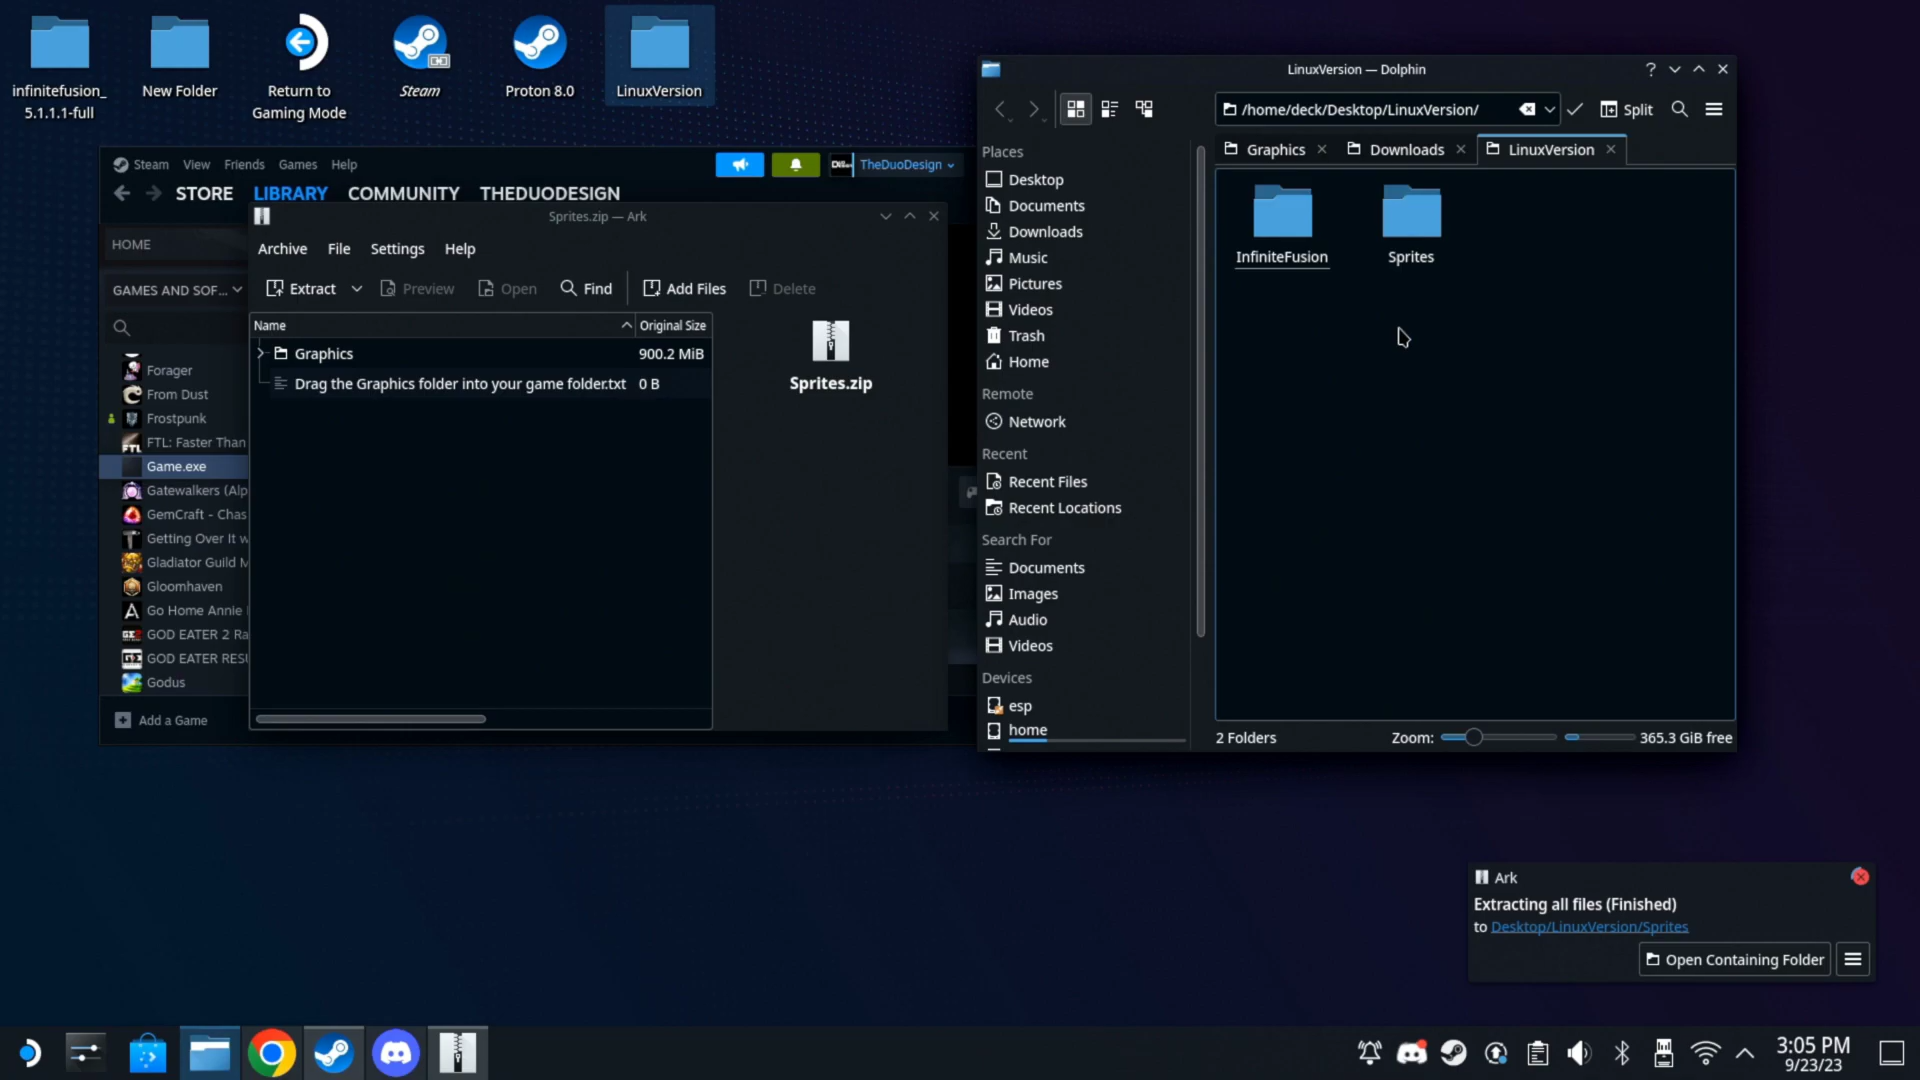 infinitefusion_
5.1.1.1-full
New Folder
Return to
Gaming Mode
Steam
Proton 8.0
LinuxVersion
Steam View Friends Games Help
TheDuoDesign
STORE LIBRARY COMMUNITY THEDUODESIGN
HOME
GAMES AND SOF...
Forager
From Dust
Frostpunk
FTL: Faster Than
Game.exe
Gatewalkers (Alp
GemCraft - Chas
Getting Over It w
Gladiator Guild M
Gloomhaven
Go Home Annie
GOD EATER 2 Ra
GOD EATER RESU
Godus
Add a Game
Sprites.zip — Ark
Archive File Settings Help
Extract Preview Open Find Add Files Delete
Name Original Size
Graphics 900.2 MiB
Drag the Graphics folder into your game folder.txt 0 B
Sprites.zip
LinuxVersion — Dolphin
/home/deck/Desktop/LinuxVersion/
Split
Graphics Downloads LinuxVersion
Places
Desktop
Documents
Downloads
Music
Pictures
Videos
Trash
Home
Remote
Network
Recent
Recent Files
Recent Locations
Search For
Documents
Images
Audio
Videos
Devices
esp
home
InfiniteFusion
Sprites
2 Folders
Zoom:
365.3 GiB free
Ark
Extracting all files (Finished)
to Desktop/LinuxVersion/Sprites
Open Containing Folder
3:05 PM
9/23/23